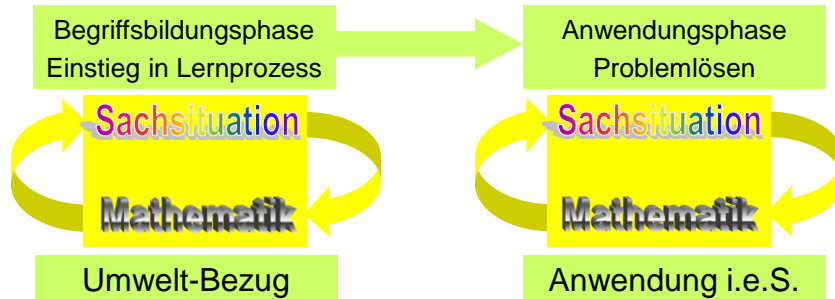 Begriffsbildungsphase
Einstieg in Lernprozess
Sachsituation
Mathematik
Umwelt-Bezug
Anwendungsphase
Problemlösen
Sachsituation
Mathematik
Anwendung i.e.S.